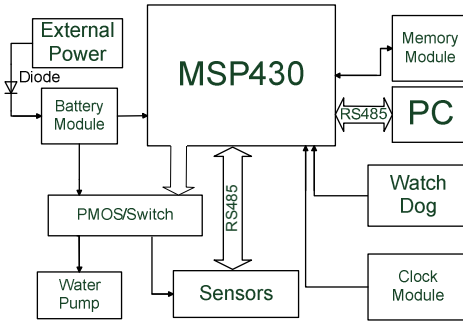 External
Power
Diode
Battery
Module
MSP430
Memory
Module
RS485
PC
PMOS/Switch
RS485
Watch
Dog
Water
Pump
Sensors
Clock
Module